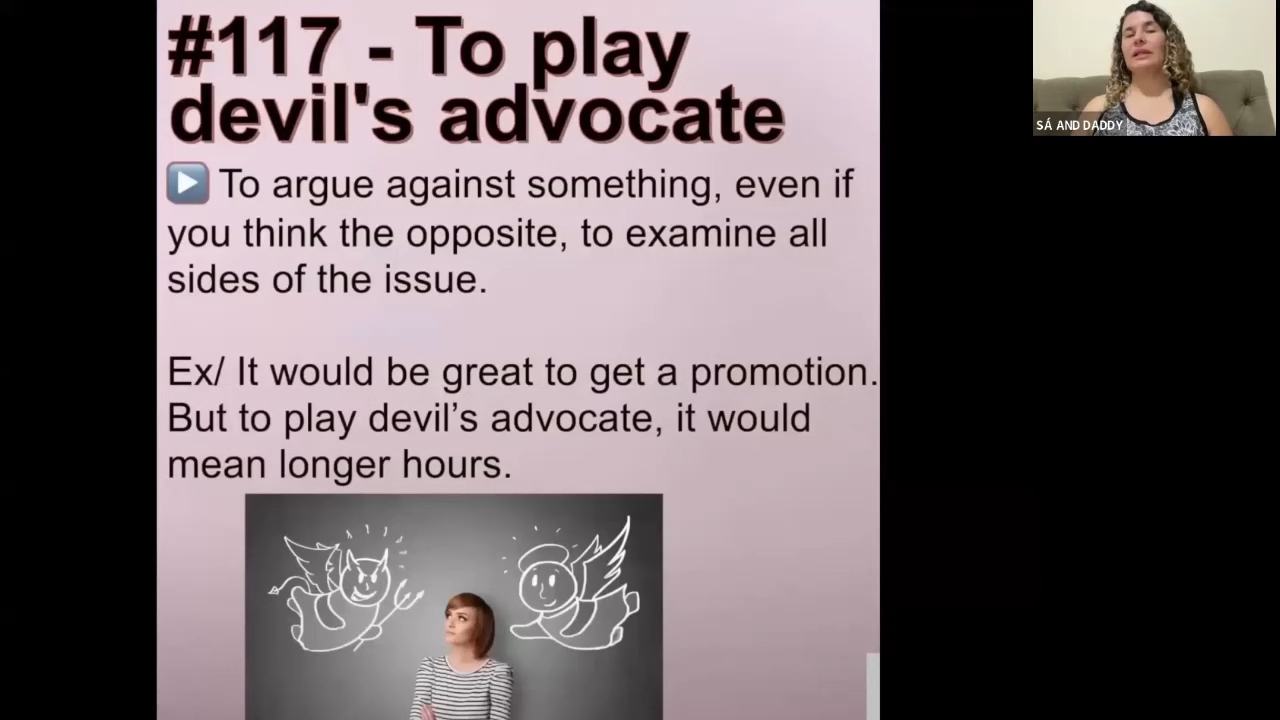 #117 - To play
devil's advocate
To argue against something, even if
you think the opposite, to examine all
sides of the issue.
Ex/ It would be great to get a promotion.
But to play devil’s advocate, it would
mean longer hours.
SÁ AND DADDY